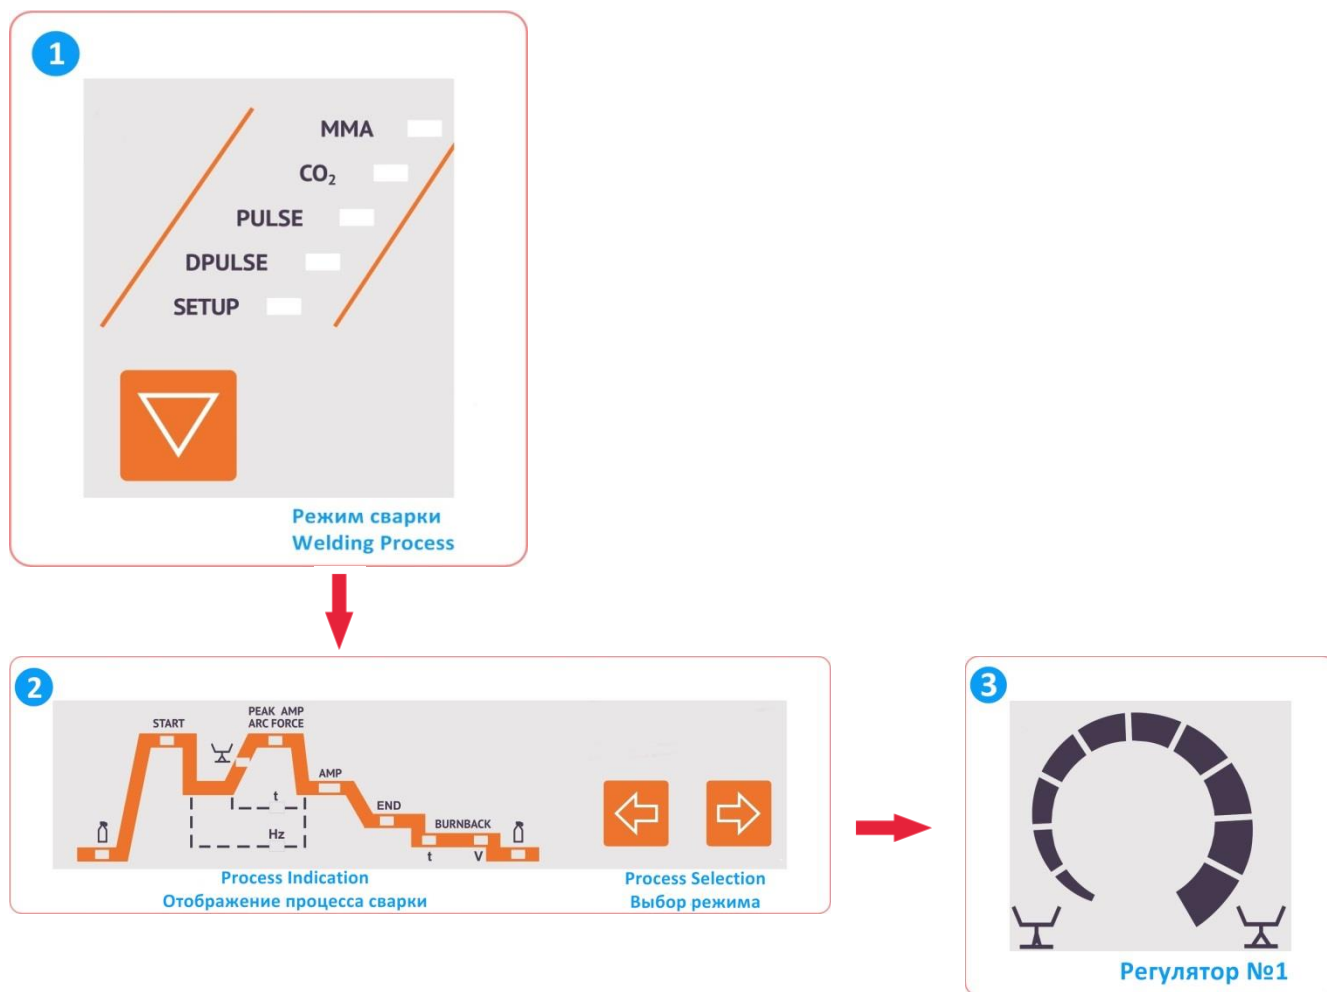 1
MMA
CO₂
PULSE
DPULSE
SETUP
Режим сварки
Welding Process
2
START
PEAK AMP
ARC FORCE
AMP
t
END
Hz
BURNBACK
t
V
Process Indication
Отображение процесса сварки
Process Selection
Выбор режима
3
Регулятор №1